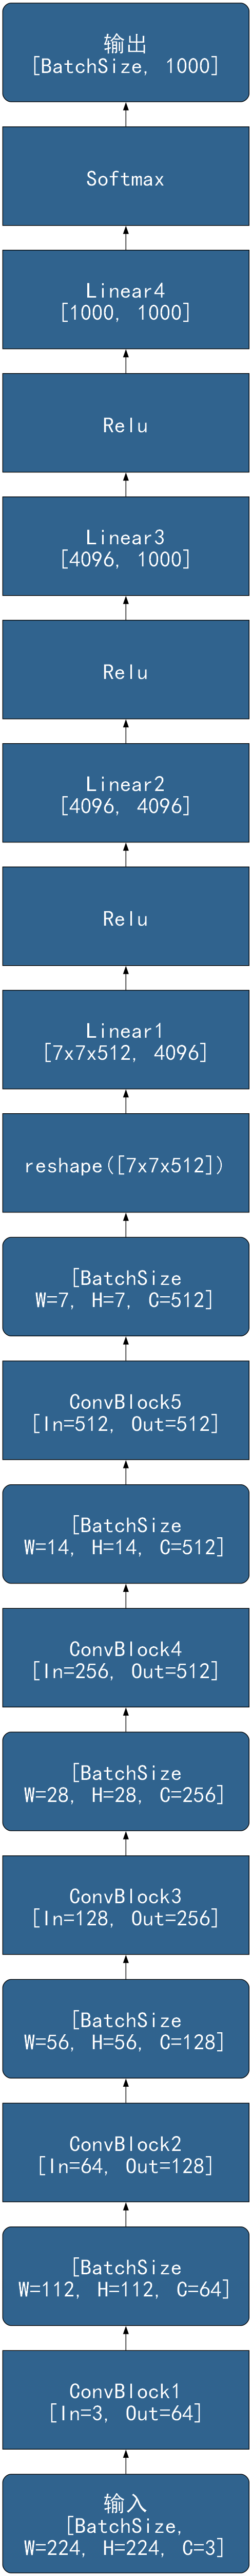 输出
[BatchSize, 1000]
Softmax
Linear4
[1000, 1000]
Relu
Linear3
[4096, 1000]
Relu
Linear2
[4096, 4096]
Relu
Linear1
[7x7x512, 4096]
reshape([7x7x512])
[BatchSize
W=7, H=7, C=512]
ConvBlock5
[In=512, Out=512]
[BatchSize
W=14, H=14, C=512]
ConvBlock4
[In=256, Out=512]
[BatchSize
W=28, H=28, C=256]
ConvBlock3
[In=128, Out=256]
[BatchSize
W=56, H=56, C=128]
ConvBlock2
[In=64, Out=128]
[BatchSize
W=112, H=112, C=64]
ConvBlock1
[In=3, Out=64]
输入
[BatchSize,
W=224, H=224, C=3]